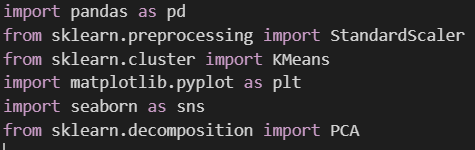 import pandas as pd
from sklearn.preprocessing import StandardScaler
from sklearn.cluster import KMeans
import matplotlib.pyplot as plt
import seaborn as sns
from sklearn.decomposition import PCA